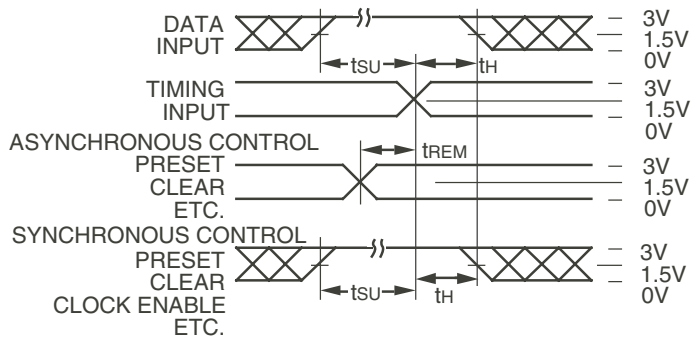 DATA
INPUT
3V
1.5V
0V
tSU
tH
TIMING
INPUT
3V
1.5V
0V
ASYNCHRONOUS CONTROL
tREM
PRESET
CLEAR
ETC.
3V
1.5V
0V
SYNCHRONOUS CONTROL
PRESET
CLEAR
CLOCK ENABLE
ETC.
3V
1.5V
0V
tSU
tH